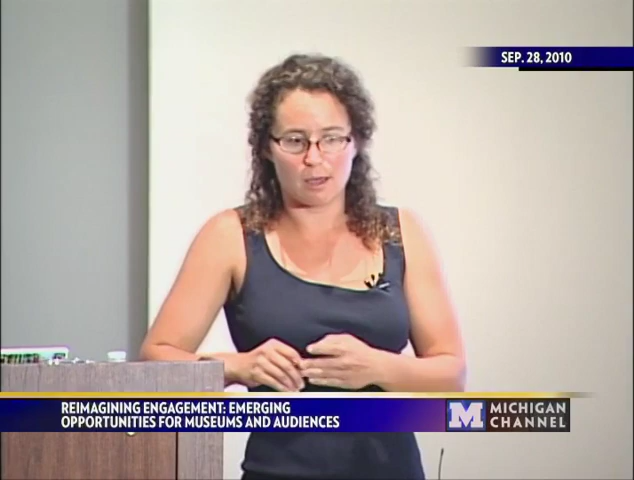 SEP. 28, 2010
REIMAGINING ENGAGEMENT: EMERGING
OPPORTUNITIES FOR MUSEUMS AND AUDIENCES
M MICHIGAN
CHANNEL